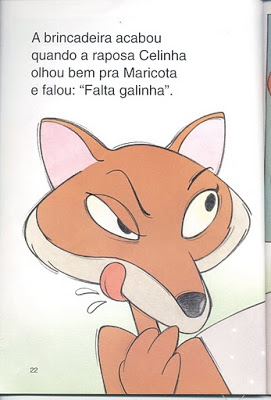 A brincadeira acabou
quando a raposa Celinha
olhou bem pra Maricota
e falou: “Falta galinha”.
22